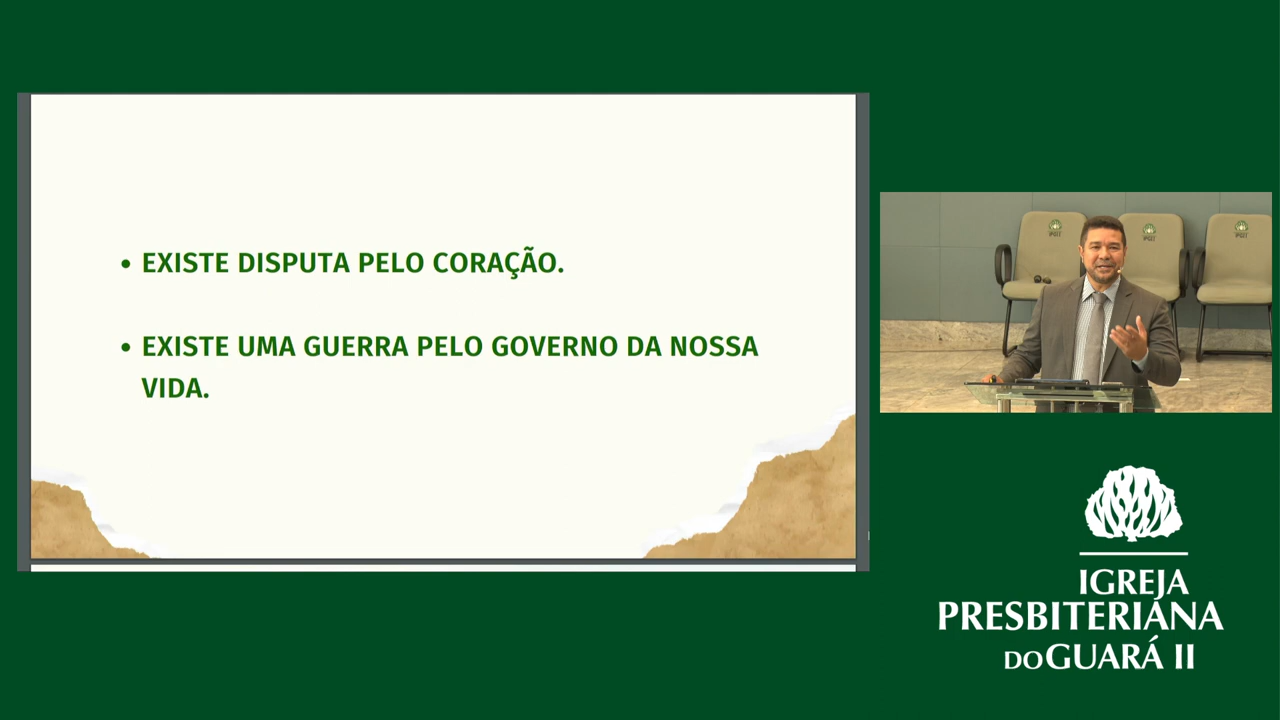 • EXISTE DISPUTA PELO CORAÇÃO.
• EXISTE UMA GUERRA PELO GOVERNO DA NOSSA
VIDA.
IGREJA
PRESBITERIANA
DO GUARÁ II